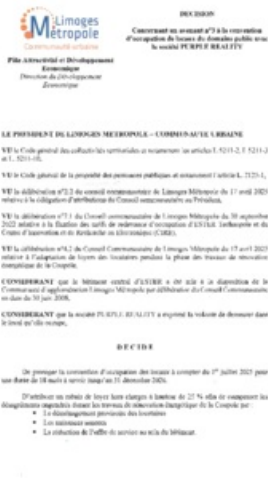 Limoges
Métropole
Communauté urbaine
Pôle Attractivité et Développement
Economique
Direction du Développement
Economique
DECISION
Concernant un avenant n°3 à la convention
d'occupation de locaux du domaine public avec
la société PURPLE REALITY
LE PRESIDENT DE LIMOGES METROPOLE – COMMUNAUTE URBAINE
VU le Code général des collectivités territoriales et notamment les articles L. 5211-2, L. 5211-9
et L. 5211-10,
VU le Code général de la propriété des personnes publiques et notamment l'article L. 2125-1,
VU la délibération n°2.2 du conseil communautaire de Limoges Métropole du 17 avril 2025
relative à la délégation d'attributions du Conseil communautaire au Président,
VU la délibération n°7.1 du Conseil communautaire de Limoges Métropole du 30 septembre
2022 relative à la fixation des tarifs de redevance d'occupation d'ESTER Technopole et du
Centre d'Innovation et de Recherche en
VU la délibération n°4.2 du Conseil communautaire de Limoges Métropole du 17 avril 2025
relative à l'adaptation des loyers des locataires pendant la phase des travaux de rénovation
énergétique de la Coupole,
CONSIDERANT que le bâtiment central d'ESTER a été mis à la disposition de la
Communauté d'agglomération Limoges Métropole par délibération du Conseil Communautaire
en date du 30 juin 2008,
CONSIDERANT que la société PURPLE REALITY a exprimé la volonté de demeurer dans
le local qu'elle occupe,
DECIDE
De proroger la convention d'occupation des locaux à compter du 1er juillet 2025 pour
une durée de 18 mois à savoir jusqu'au 31 décembre 2026.
D'attribuer un rabais de loyer hors charges à hauteur de 25 % afin de compenser les
désagréments engendrés durant les travaux de rénovation énergétique de la Coupole par :
• Le déménagement provisoire des locataires
• Les nuisances sonores
• La réduction de l'offre de service au sein du bâtiment.